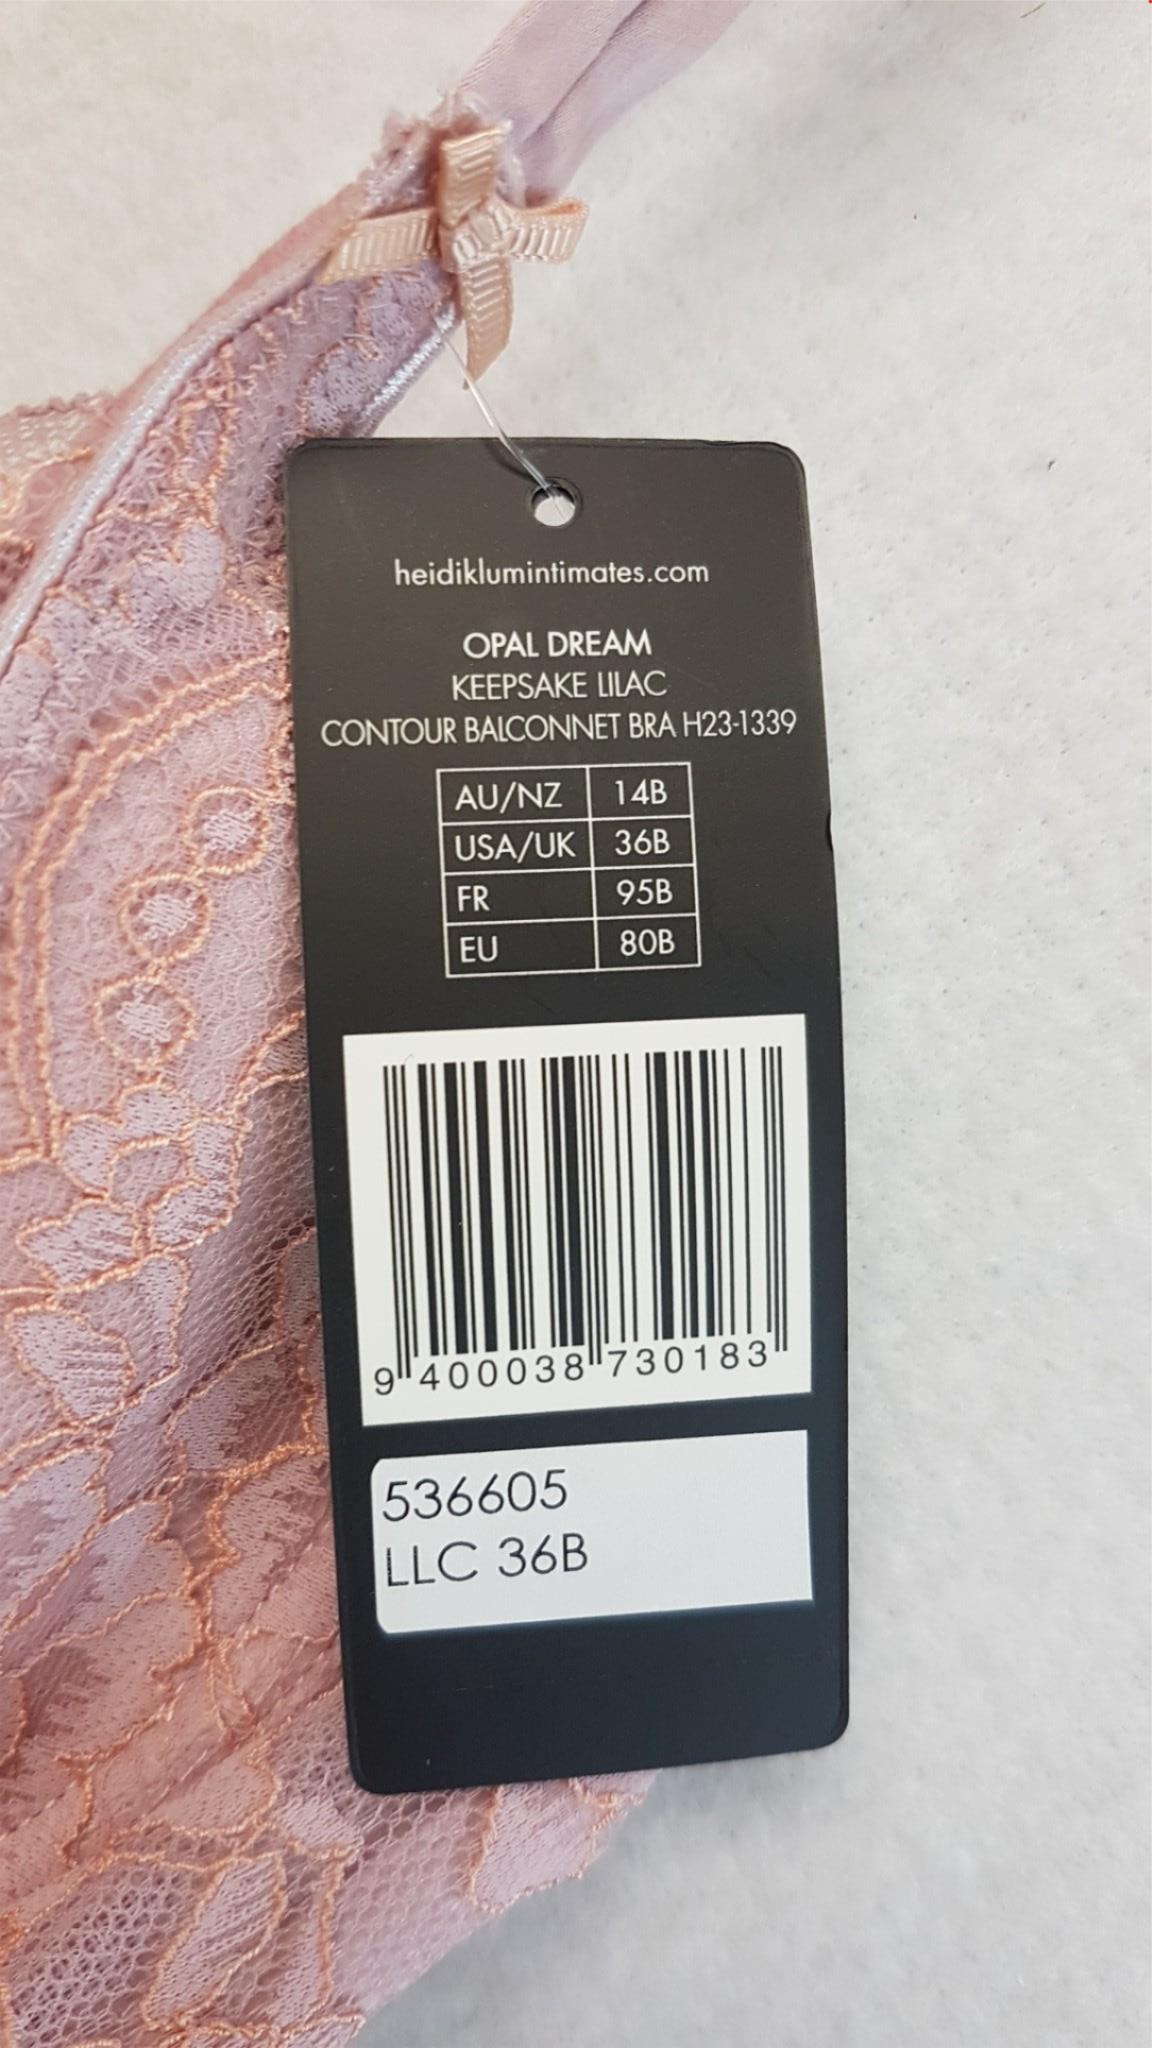 heidiklumintimates.com
OPAL DREAM
KEEPSAKE LILAC
CONTOUR BALCONNET BRA H23-1339
AU/NZ 14B
USA/UK 36B
FR 95B
EU 80B
9 400038 730183
536605
LLC 36B